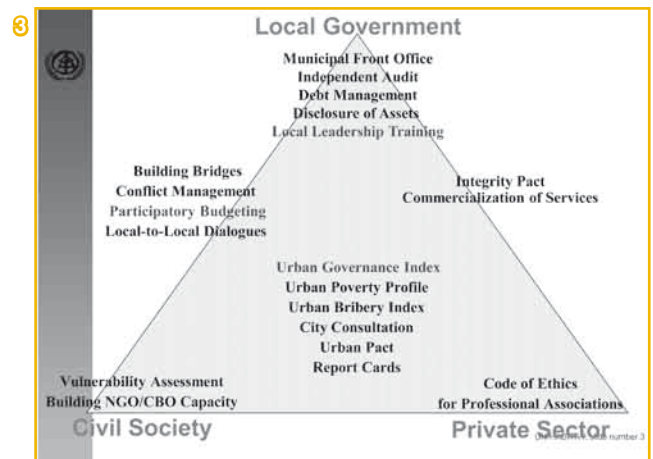 3
Local Government
Municipal Front Office
Independent Audit
Debt Management
Disclosure of Assets
Local Leadership Training
Building Bridges
Conflict Management
Participatory Budgeting
Local-to-Local Dialogues
Integrity Pact
Commercialization of Services
Urban Governance Index
Urban Poverty Profile
Urban Bribery Index
City Consultation
Urban Pact
Report Cards
Vulnerability Assessment
Building NGO/CBO Capacity
Code of Ethics
for Professional Associations
Civil Society
Private Sector
number 3